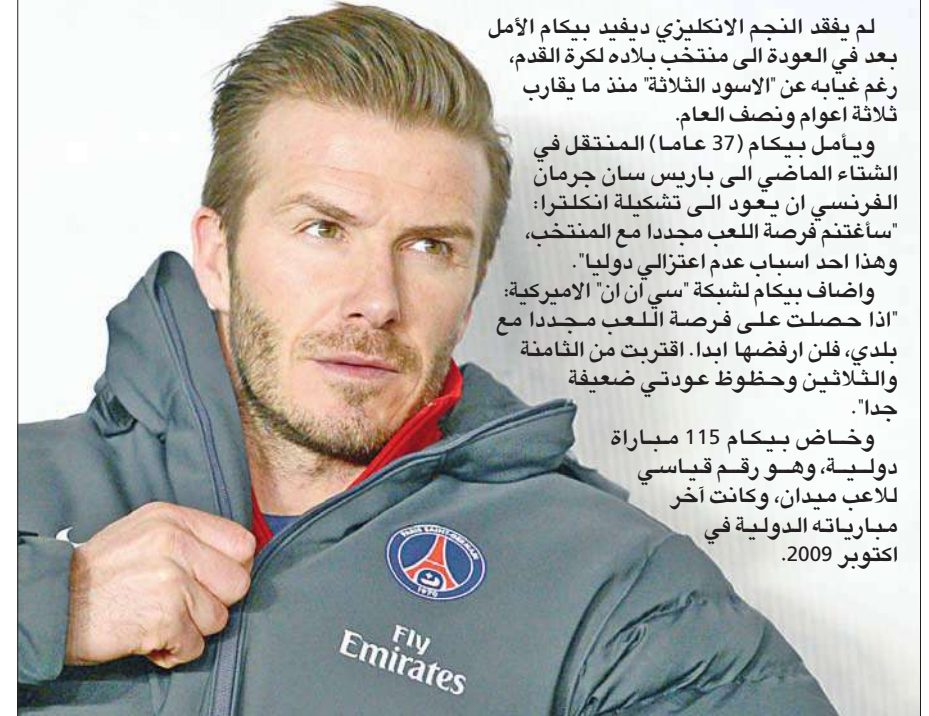 لم يفقد النجم الانكليزي ديفيد بيكام الأمل
بعد في العودة الى منتخب بلاده لكرة القدم،
رغم غيابه عن "الاسود الثلاثة" منذ ما يقارب
ثلاثة اعوام ونصف العام.
ويأمل بيكام (37 عاما) المنتقل في
الشتاء الماضي الى باريس سان جرمان
الفرنسي ان يعود الى تشكيلة انكلترا:
"سأغتنم فرصة اللعب مجددا مع المنتخب،
وهذا احد اسباب عدم اعتزالي دوليا".
واضاف بيكام لشبكة "سي ان ان" الاميركية:
"اذا حصلت على فرصة اللعب مجددا مع
بلدي، فلن ارفضها ابدا. اقتربت من الثامنة
والثلاثين وحظوظ عودتي ضعيفة
جدا".
وخاض بيكام 115 مباراة
دولية، وهو رقم قياسي
للاعب ميدان، وكانت آخر
مبارياته الدولية في
اكتوبر 2009.
PARIS SAINT-GERMAIN
1970
Fly
Emirates